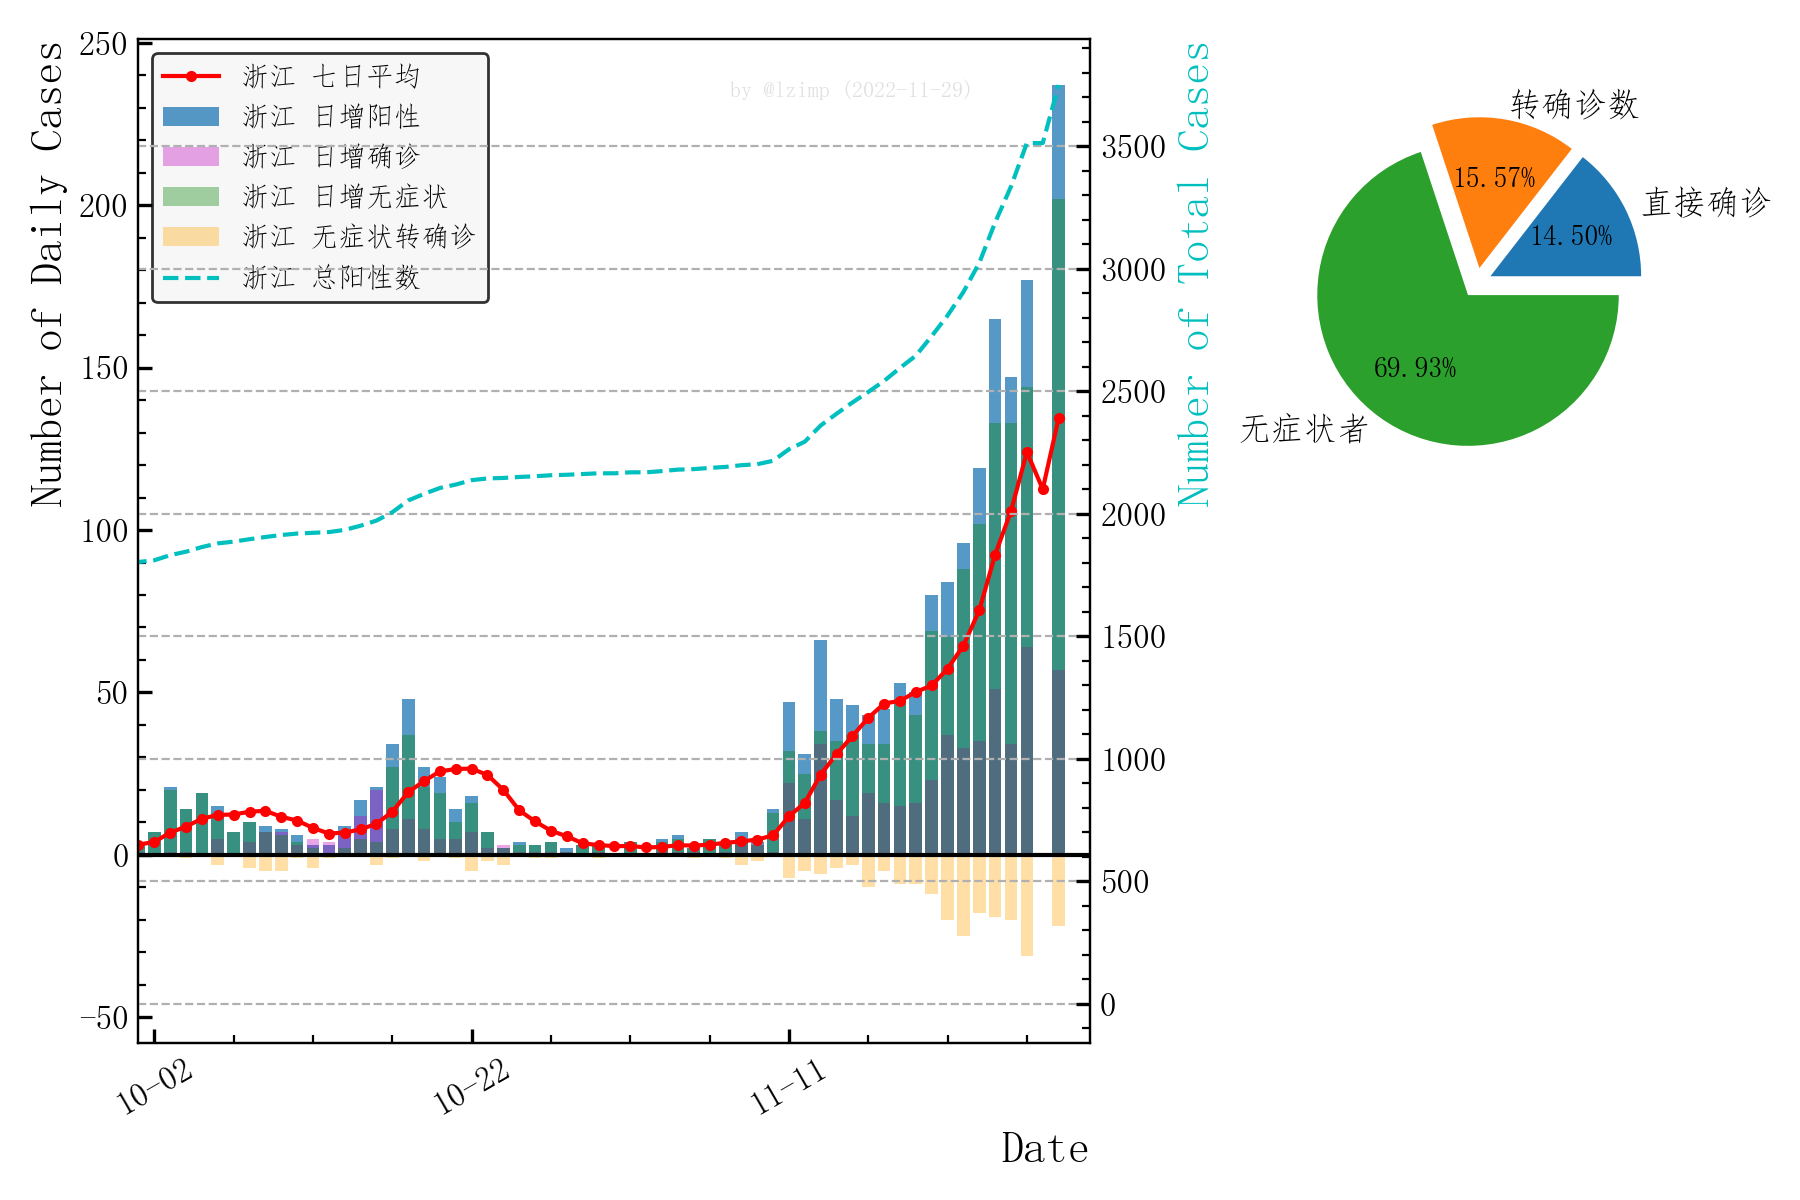 Number of Daily Cases
250
200
150
100
50
0
−50
浙江 七日平均
浙江 日增阳性
浙江 日增确诊
浙江 日增无症状
浙江 无症状转确诊
浙江 总阳性数
by @lzimp (2022-11-29)
10-02
10-22
11-11
Date
3500
3000
2500
2000
1500
1000
500
0
Number of Total Cases
转确诊数
15.57%
直接确诊
14.50%
69.93%
无症状者